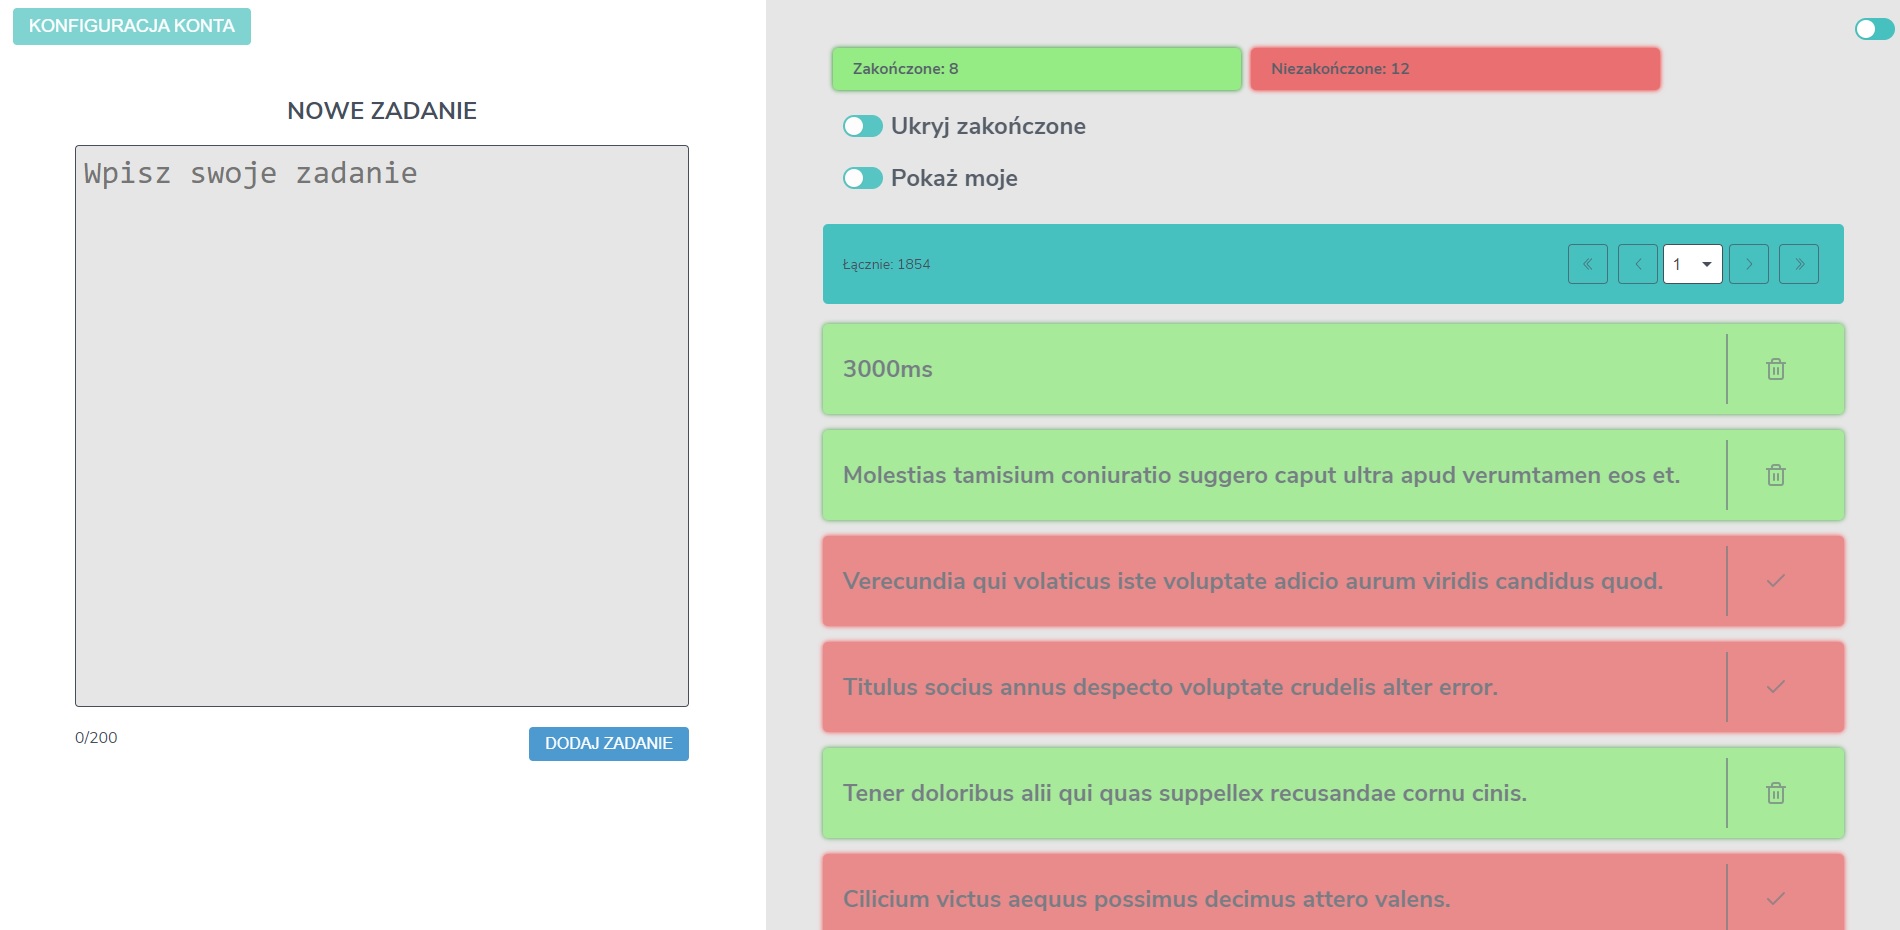 KONFIGURACJA KONTA
NOWE ZADANIE
Wpisz swoje zadanie
0/200
DODAJ ZADANIE
Zakończone: 8
Niezakończone: 12
Ukryj zakończone
Pokaż moje
Łącznie: 1854
1
3000ms
Molestias tamisium coniuratio suggero caput ultra apud verumtamen eos et.
Verecundia qui volaticus iste voluptate adicio aurum viridis candidus quod.
Titulus socius annus despecto voluptate crudelis alter error.
Tener doloribus alii qui quas suppellex recusandae cornu cinis.
Cilicium victus aequus possimus decimus attero valens.